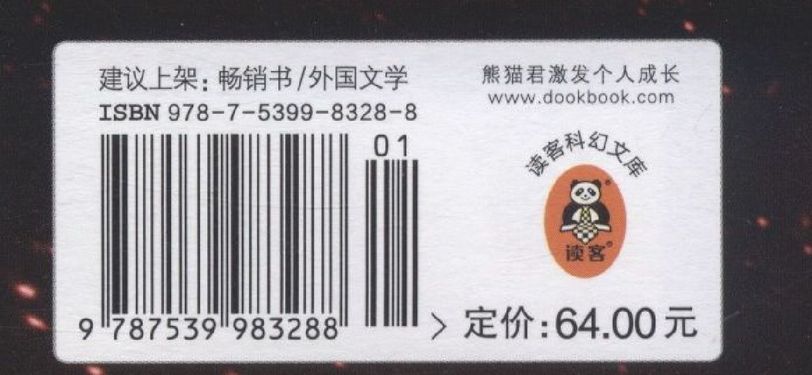 建议上架：畅销书/外国文学
ISBN 978-7-5399-8328-8
01
9 787539 983288 >
熊猫君激发个人成长
www.dookbook.com
读客科幻文库
读客®
定价：64.00元